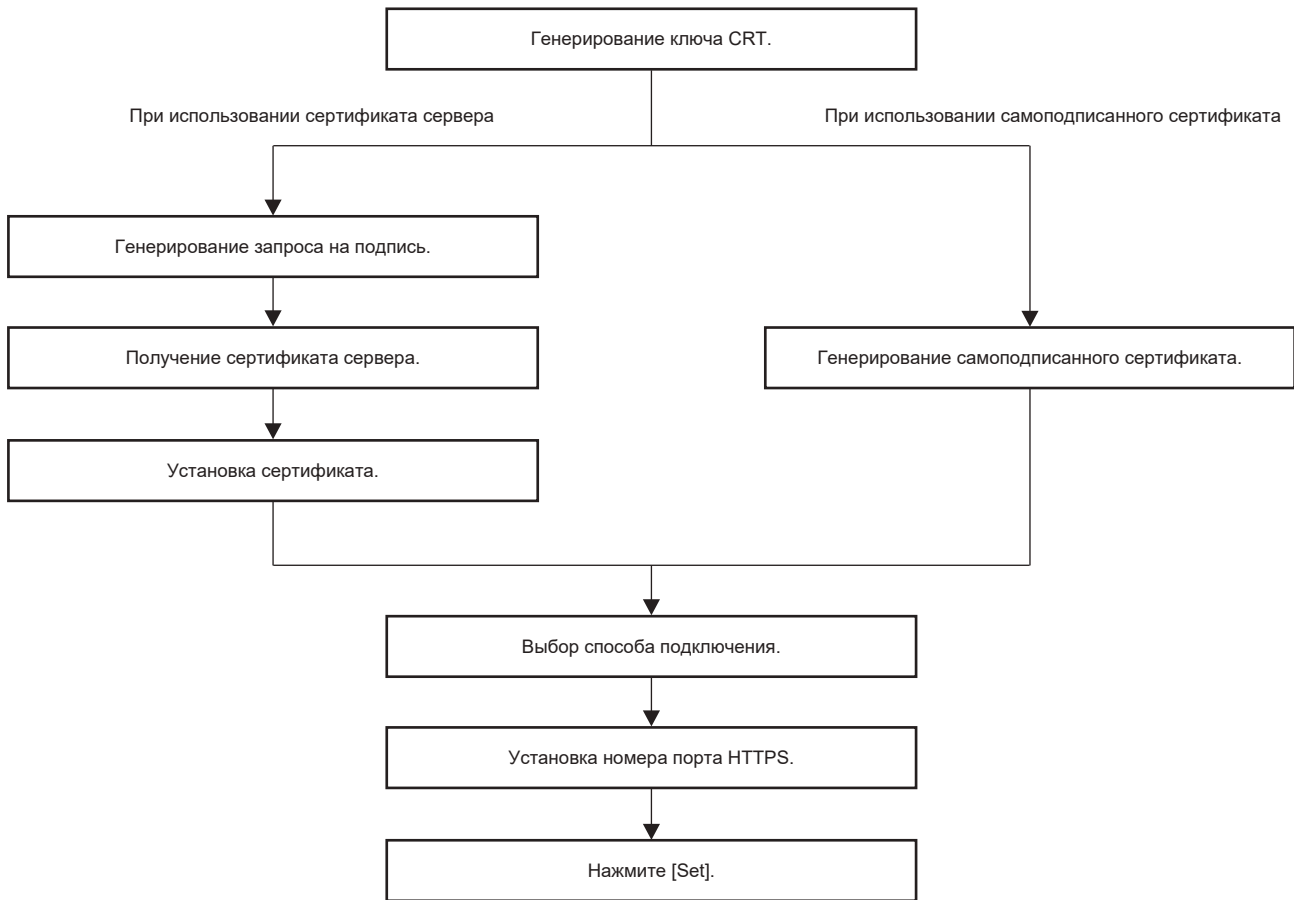 Генерирование ключа CRT.
При использовании сертификата сервера
При использовании самоподписанного сертификата
Генерирование запроса на подпись.
Получение сертификата сервера.
Генерирование самоподписанного сертификата.
Установка сертификата.
Выбор способа подключения.
Установка номера порта HTTPS.
Нажмите [Set].